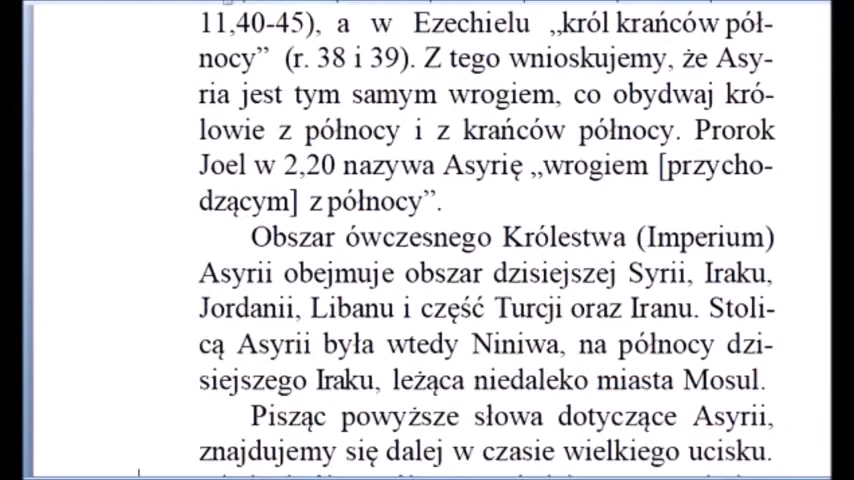 11,40-45), a w Ezechielu „król krańców pół-
nocy” (r. 38 i 39). Z tego wnioskujemy, że Asy-
ria jest tym samym wrogiem, co obydwaj kró-
lowie z północy i z krańców północy. Prorok
Joel w 2,20 nazywa Asyrię „wrogiem [przycho-
dzącym] z północy”.
Obszar ówczesnego Królestwa (Imperium)
Asyrii obejmuje obszar dzisiejszej Syrii, Iraku,
Jordanii, Libanu i część Turcji oraz Iranu. Stoli-
cą Asyrii była wtedy Niniwa, na północy dzi-
siejszego Iraku, leżąca niedaleko miasta Mosul.
Pisząc powyższe słowa dotyczące Asyrii,
znajdujemy się dalej w czasie wielkiego ucisku.